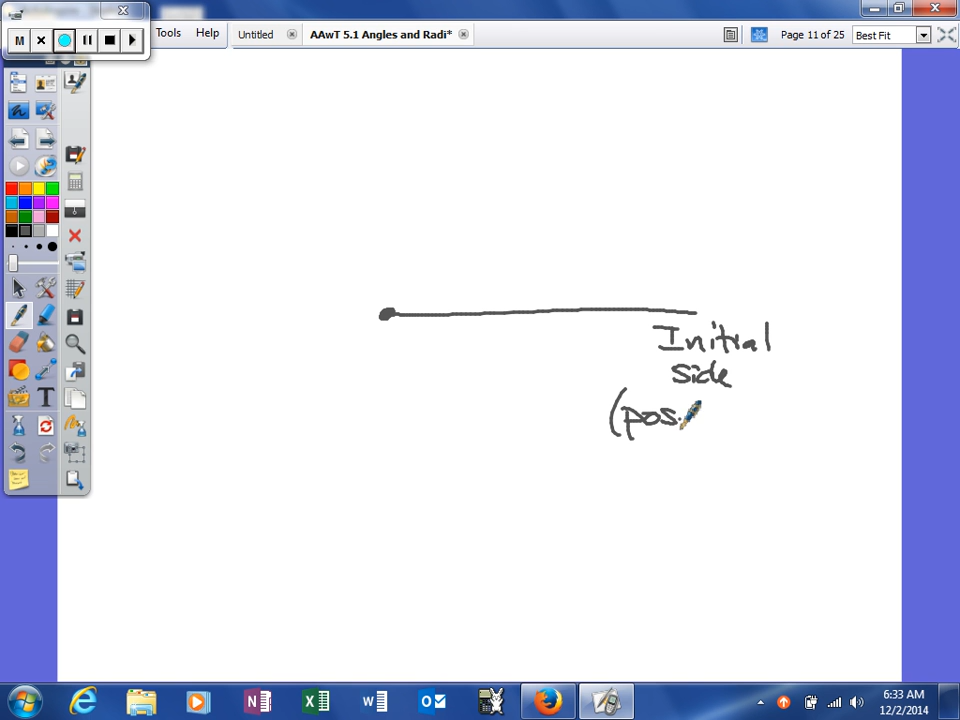 M
Tools Help Untitled AAwT 5.1 Angles and Radi* Page 11 of 25 Best Fit
Initial
side
(pos.
T
N X W O
6:33 AM
12/2/2014